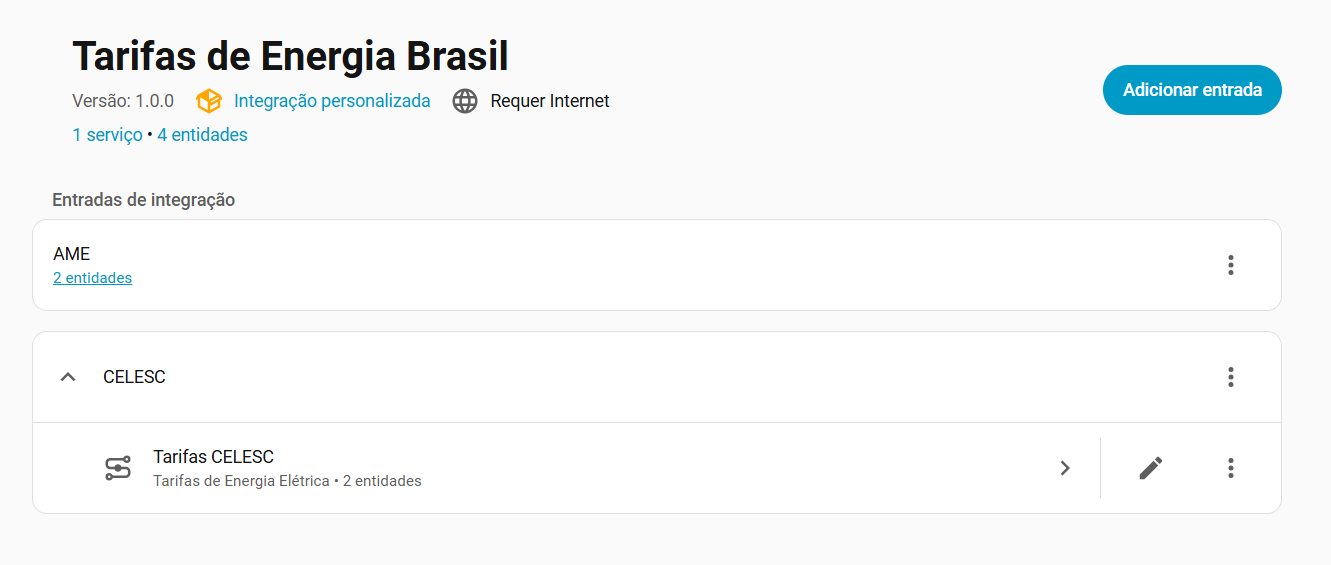 Tarifas de Energia Brasil
Versão: 1.0.0 Integração personalizada Requer Internet
Adicionar entrada
1 serviço • 4 entidades
Entradas de integração
AME
2 entidades
CELESC
Tarifas CELESC
Tarifas de Energia Elétrica • 2 entidades